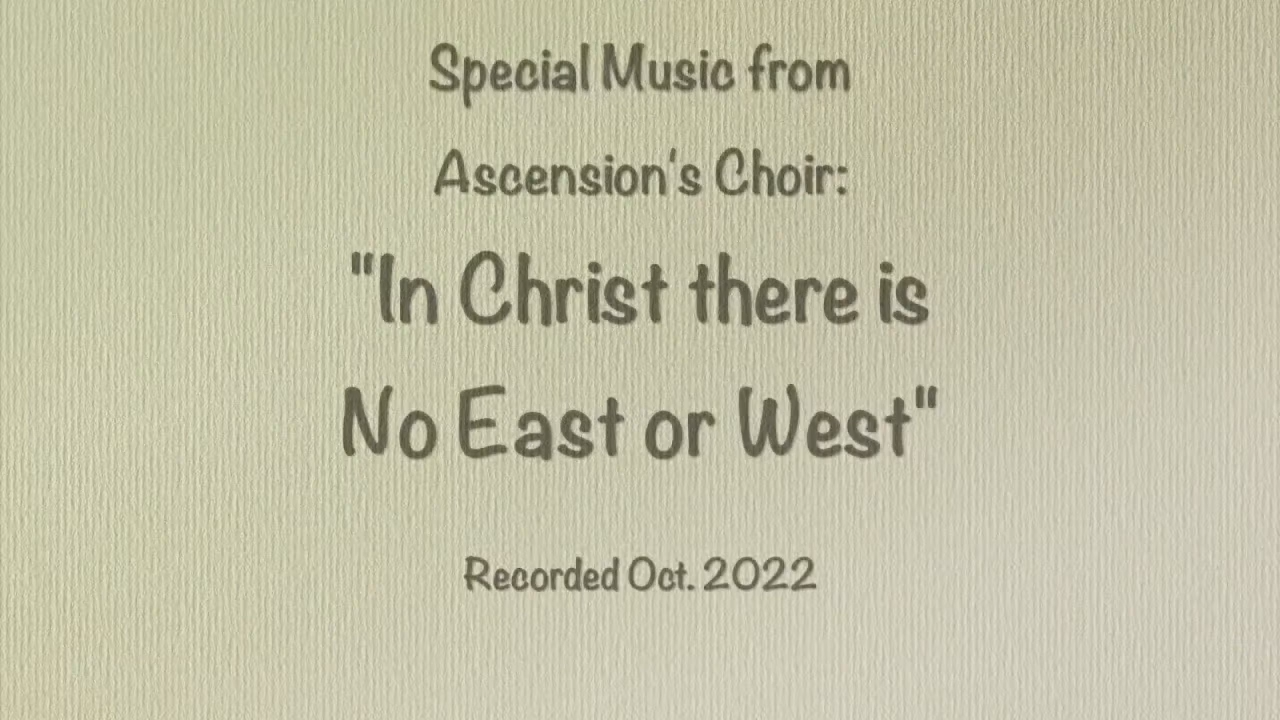 Special Music from
Ascension's Choir:
"In Christ there is
No East or West"
Recorded Oct. 2022